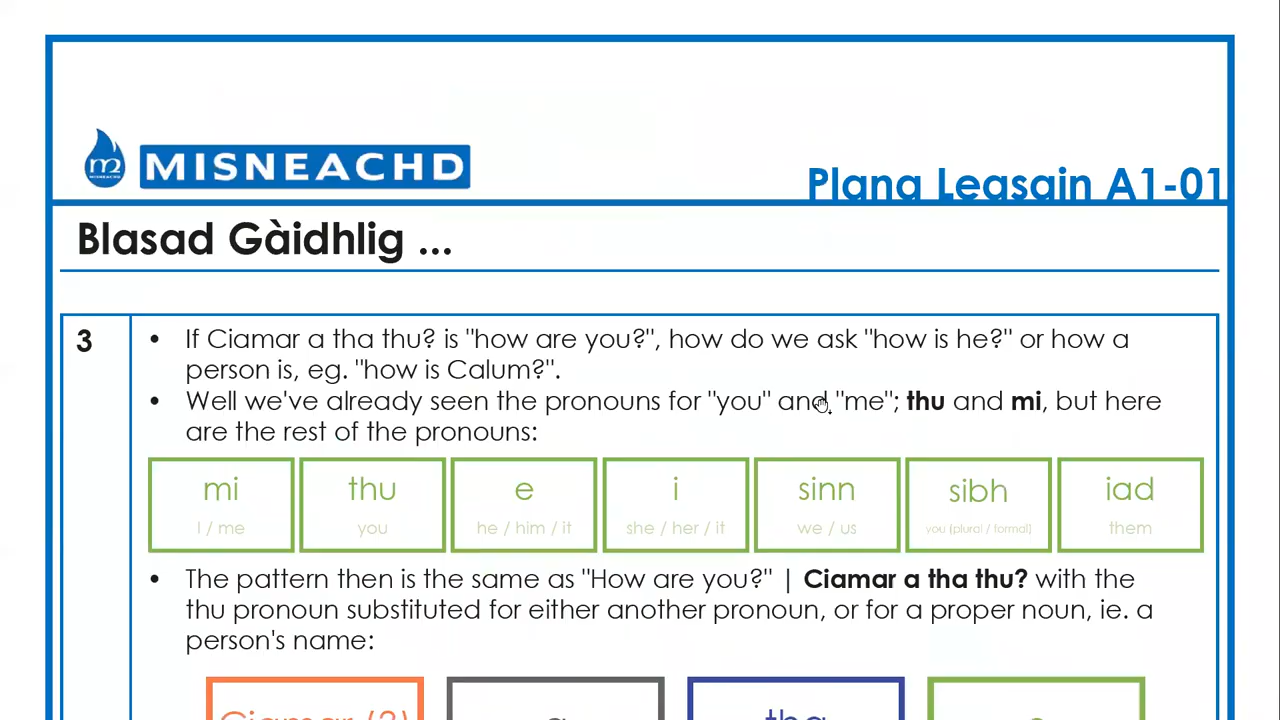 MISNEACHD
Plana Leasain A1-01
Blasad Gàidhlig ...
3
• If Ciamar a tha thu? is "how are you?", how do we ask "how is he?" or how a
person is, eg. "how is Calum?".
• Well we've already seen the pronouns for "you" and "me"; thu and mi, but here
are the rest of the pronouns:
mi thu e i sinn sibh iad
I / me you he / him / it she / her / it we / us you (plural / formal) them
• The pattern then is the same as "How are you?" | Ciamar a tha thu? with the
thu pronoun substituted for either another pronoun, or for a proper noun, ie. a
person's name:
Ciamar (?) a tha e